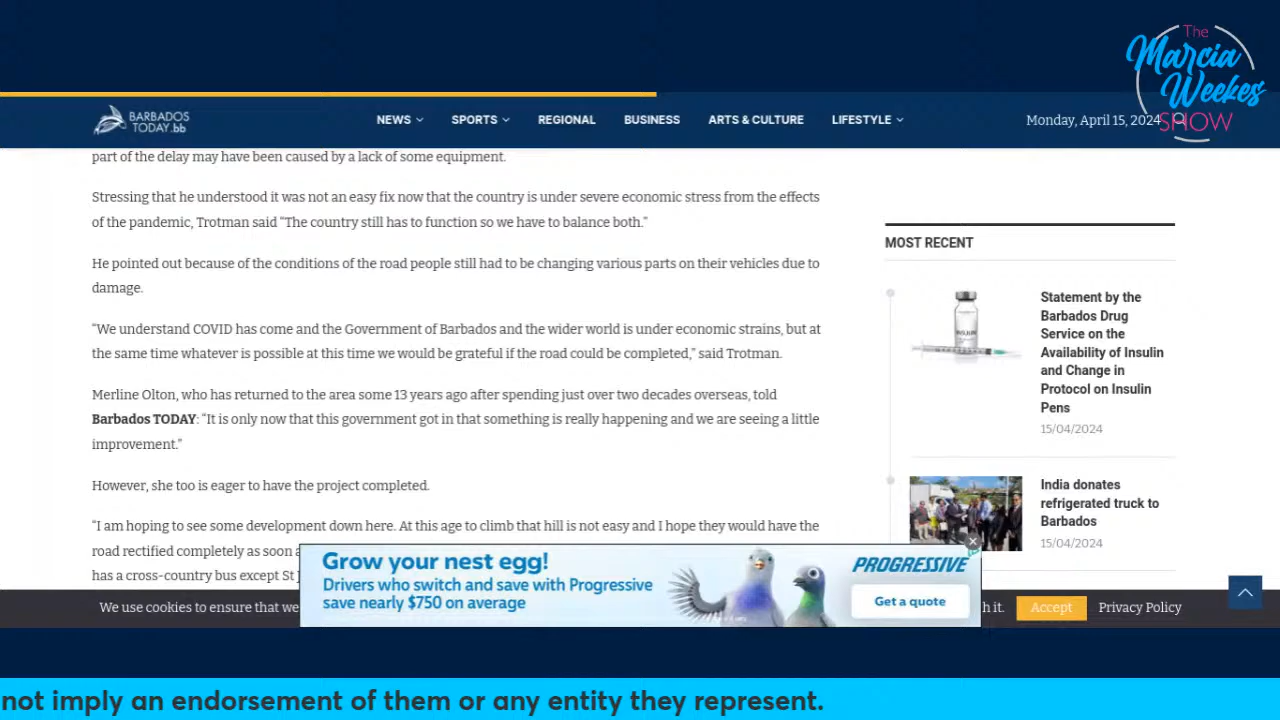 The
Marcia
Weekes
SHOW
BARBADOS
TODAY.bb
NEWS
SPORTS
REGIONAL
BUSINESS
ARTS & CULTURE
LIFESTYLE
Monday, April 15, 2024
part of the delay may have been caused by a lack of some equipment.
Stressing that he understood it was not an easy fix now that the country is under severe economic stress from the effects
of the pandemic, Trotman said “The country still has to function so we have to balance both.”
He pointed out because of the conditions of the road people still had to be changing various parts on their vehicles due to
damage.
“We understand COVID has come and the Government of Barbados and the wider world is under economic strains, but at
the same time whatever is possible at this time we would be grateful if the road could be completed,” said Trotman.
Merline Olton, who has returned to the area some 13 years ago after spending just over two decades overseas, told
Barbados TODAY: “It is only now that this government got in that something is really happening and we are seeing a little
improvement.”
However, she too is eager to have the project completed.
“I am hoping to see some development down here. At this age to climb that hill is not easy and I hope they would have the
road rectified completely as soon a
has a cross-country bus except St J
MOST RECENT
INSULIN
Statement by the
Barbados Drug
Service on the
Availability of Insulin
and Change in
Protocol on Insulin
Pens
15/04/2024
India donates
refrigerated truck to
Barbados
15/04/2024
Grow your nest egg!
Drivers who switch and save with Progressive
save nearly $750 on average
PROGRESSIVE
Get a quote
We use cookies to ensure that we
h it.
Accept
Privacy Policy
not imply an endorsement of them or any entity they represent.